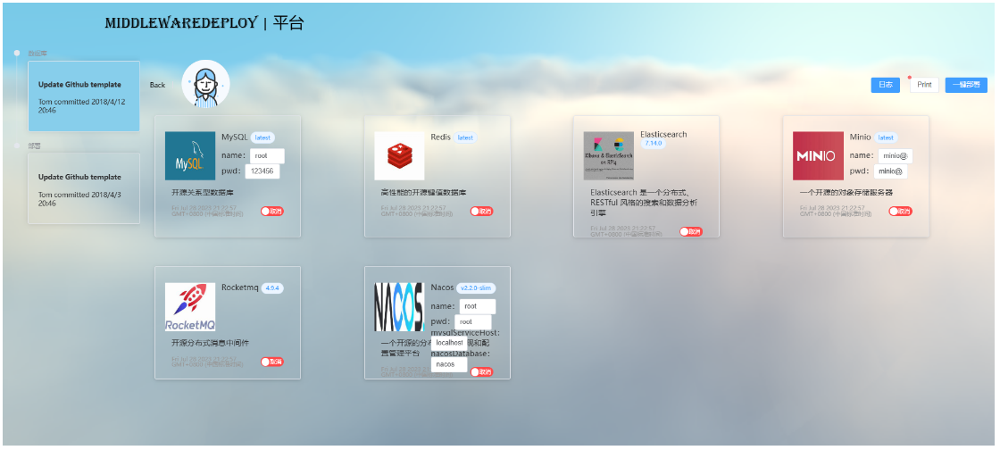 MIDDLEWAREDEPLOY | 平台
数据库
Update Github template
Tom committed 2018/4/12
20:46
部署
Update Github template
Tom committed 2018/4/3
20:46
Back
日志
Print
一键部署
MySQL
MySQL latest
name: root
pwd: 123456
开源关系型数据库
Fri Jul 28 2023 21:22:57
GMT+0800 (中国标准时间)
取消
Redis latest
高性能的开源键值数据库
Fri Jul 28 2023 21:22:57
GMT+0800 (中国标准时间)
取消
Kibana & ElasticSearch
on RPi4
Elasticsearch
7.14.0
Elasticsearch 是一个分布式、
RESTful 风格的搜索和数据分析
引擎
Fri Jul 28 2023 21:22:57
GMT+0800 (中国标准时间)
取消
MINIO
Minio latest
name: minio@
pwd: minio@
一个开源的对象存储服务器
Fri Jul 28 2023 21:22:57
GMT+0800 (中国标准时间)
取消
RocketMQ
Rocketmq 4.9.4
开源分布式消息中间件
Fri Jul 28 2023 21:22:57
GMT+0800 (中国标准时间)
取消
NACOS.
Nacos v2.2.0-slim
name: root
pwd: root
mysqlServiceHost:
localhost
nacosDatabase:
nacos
一个开源的分 现和配
置管理平台
Fri Jul 28 2023 21
GMT+0800 (中国标准时间)
取消